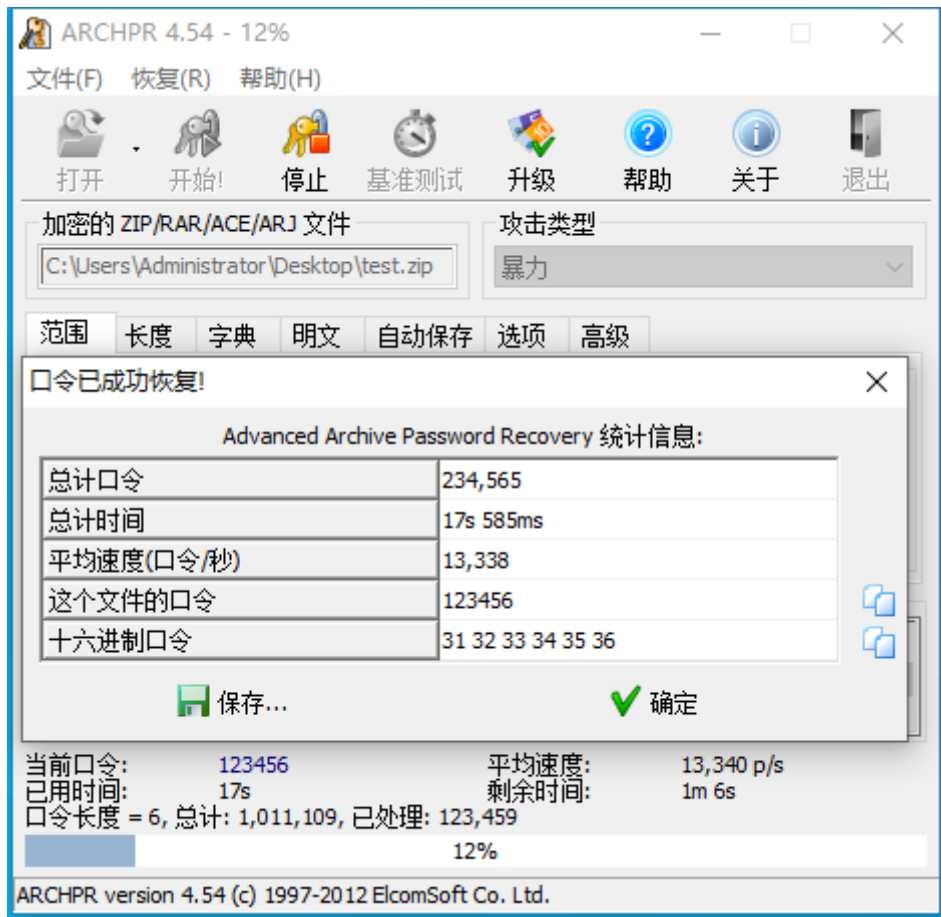 ARCHPR 4.54 - 12%
文件(F) 恢复(R) 帮助(H)
打开 开始! 停止 基准测试 升级 帮助 关于 退出
加密的 ZIP/RAR/ACE/ARJ 文件 攻击类型
C:\Users\Administrator\Desktop\test.zip 暴力
范围 长度 字典 明文 自动保存 选项 高级
口令已成功恢复!
Advanced Archive Password Recovery 统计信息:
总计口令 234,565
总计时间 17s 585ms
平均速度(口令/秒) 13,338
这个文件的口令 123456
十六进制口令 31 32 33 34 35 36
保存... 确定
当前口令: 123456 平均速度: 13,340 p/s
已用时间: 17s 剩余时间: 1m 6s
口令长度 = 6, 总计: 1,011,109, 已处理: 123,459
12%
ARCHPR version 4.54 (c) 1997-2012 ElcomSoft Co. Ltd.